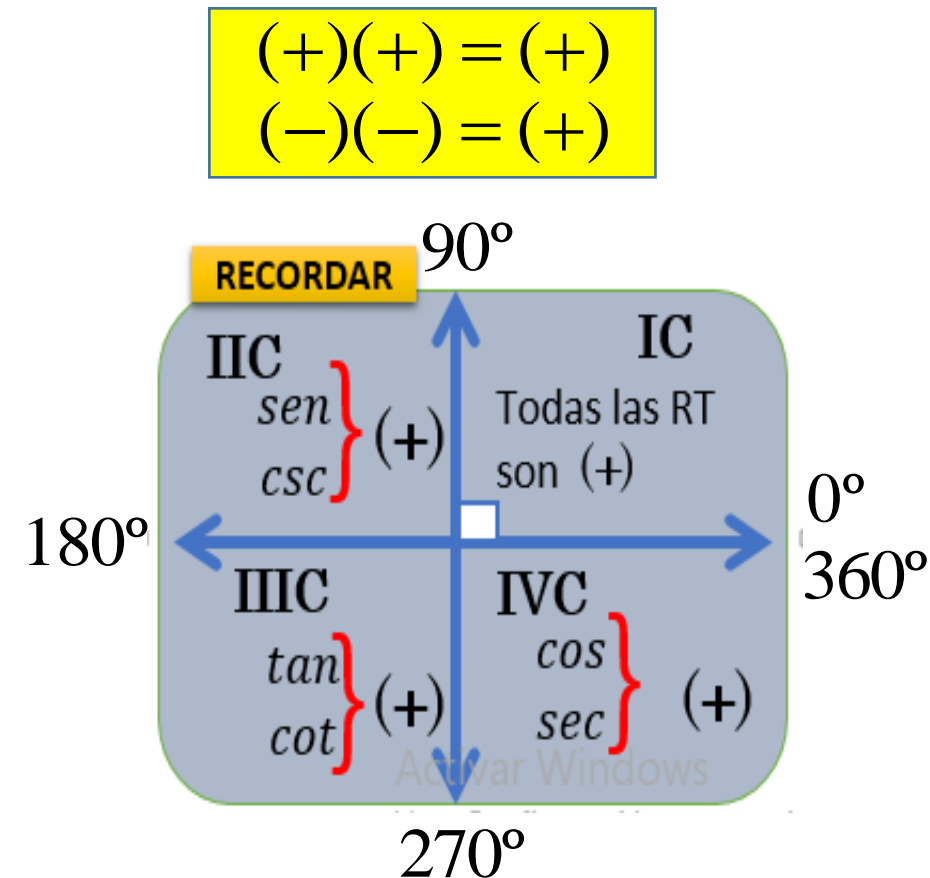 (+)(+) = (+)
(−)(−) = (+)
90º
RECORDAR
IIC
sen
csc
(+)
IC
Todas las RT
son (+)
180º
0º
360º
IIIC
tan
cot
(+)
IVC
cos
sec
(+)
Activar Windows
270º